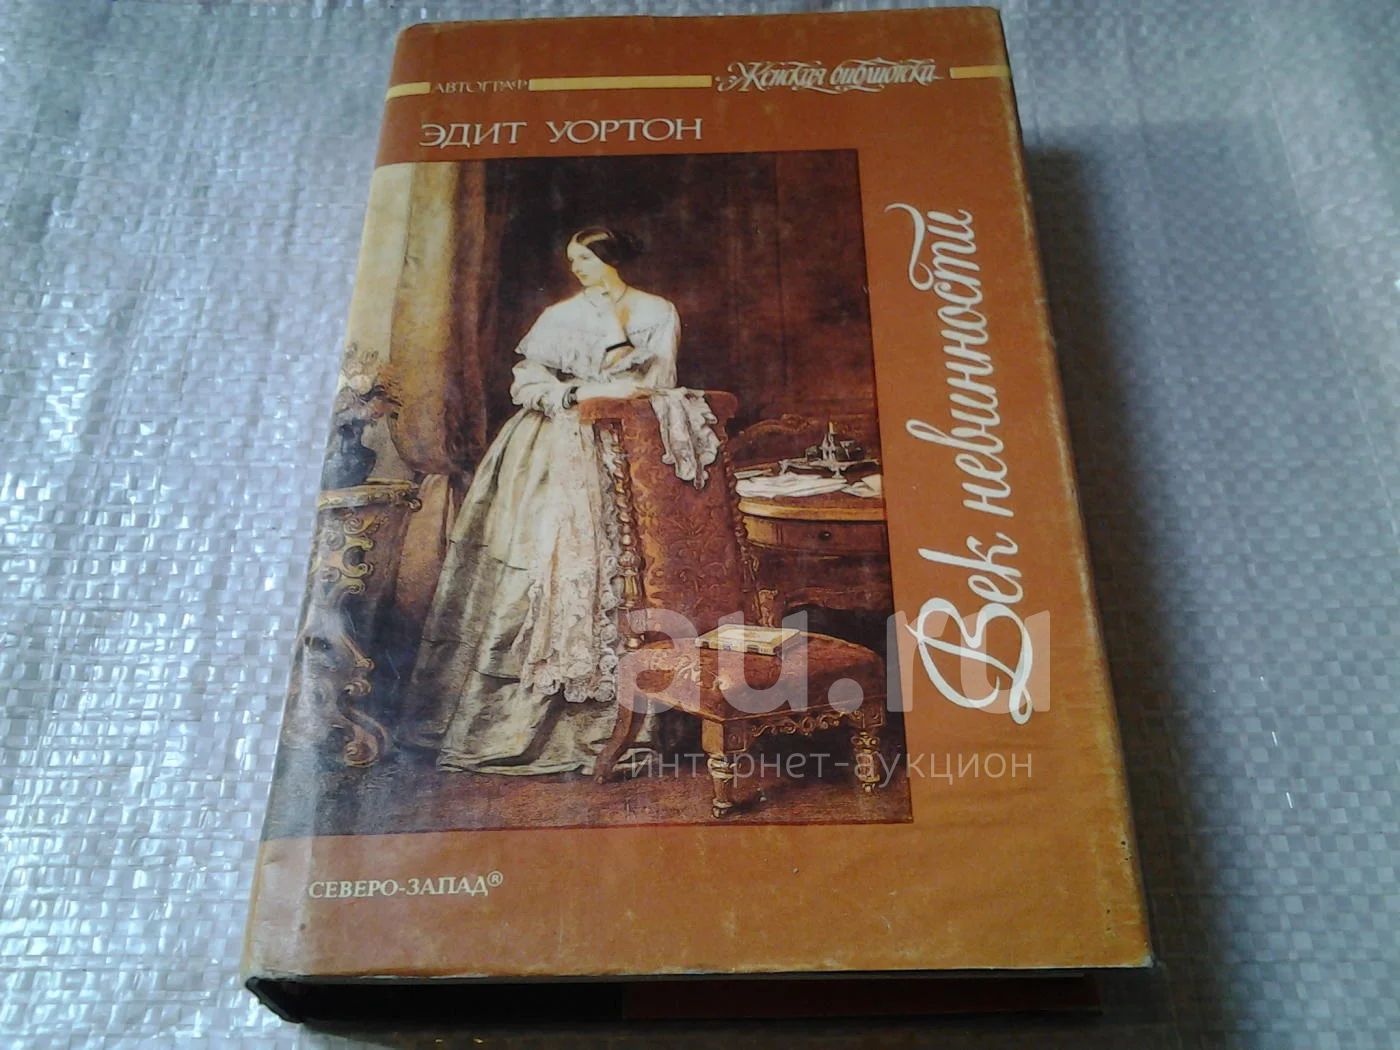 АВТОГРАФ
Женская библиотека
ЭДИТ УОРТОН
Век невинности
au.ru
интернет-аукцион
СЕВЕРО-ЗАПАД®